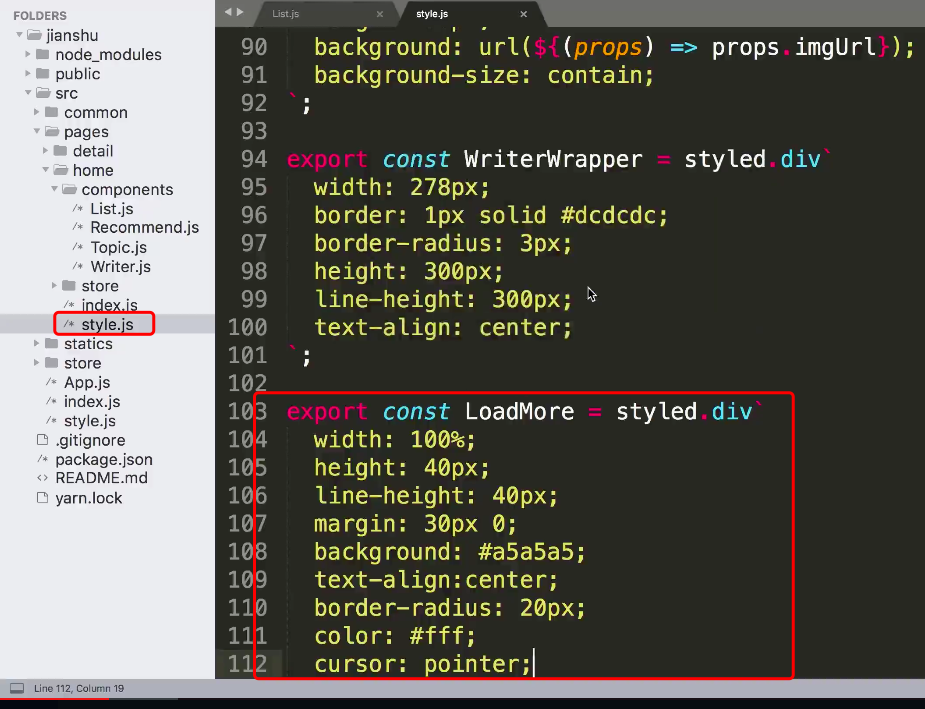 FOLDERS
jianshu
node_modules
public
src
common
pages
detail
home
components
/* List.js
/* Recommend.js
/* Topic.js
/* Writer.js
store
/* index.js
/* style.js
statics
store
/* App.js
/* index.js
/* style.js
.gitignore
/* package.json
<> README.md
yarn.lock
List.js ×
style.js ×
90 background: url(${(props) => props.imgUrl});
91 background-size: contain;
92 `;
93
94 export const WriterWrapper = styled.div`
95 width: 278px;
96 border: 1px solid #dcdcdc;
97 border-radius: 3px;
98 height: 300px;
99 line-height: 300px;
100 text-align: center;
101 `;
102
103 export const LoadMore = styled.div`
104 width: 100%;
105 height: 40px;
106 line-height: 40px;
107 margin: 30px 0;
108 background: #a5a5a5;
109 text-align:center;
110 border-radius: 20px;
111 color: #fff;
112 cursor: pointer;
Line 112, Column 19